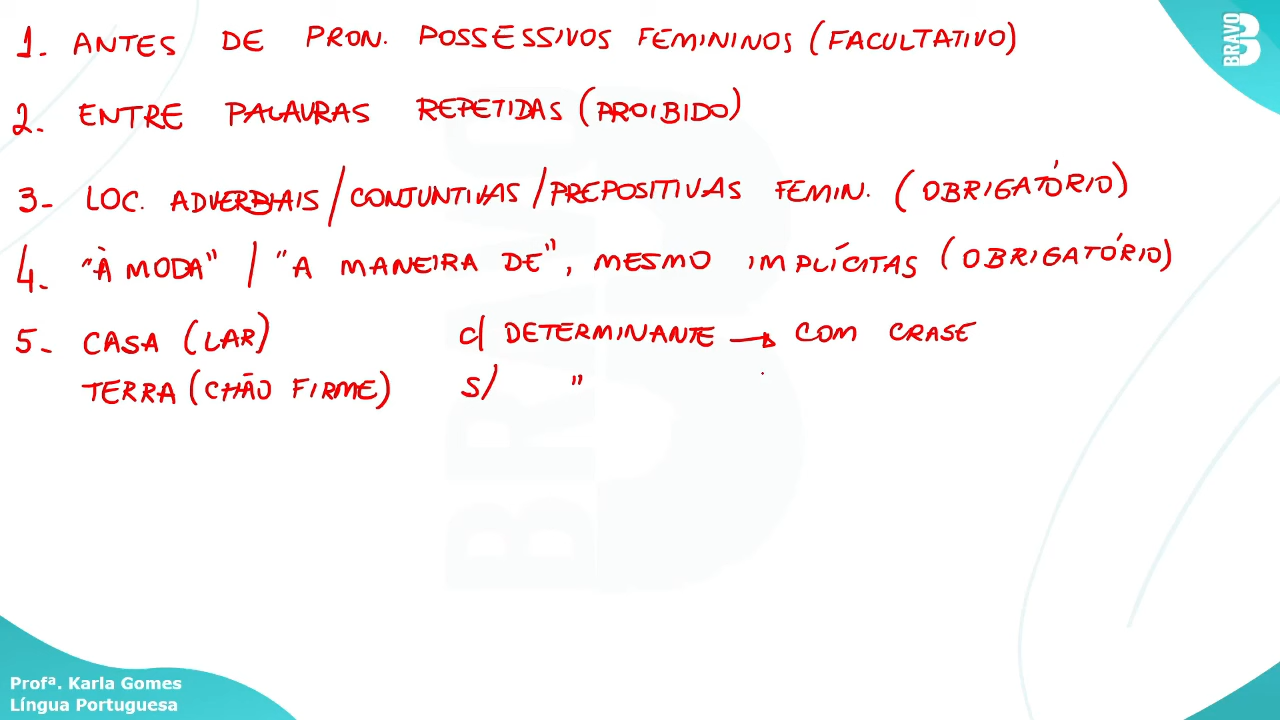 1. ANTES DE PRON. POSSESSIVOS FEMININOS (FACULTATIVO)
2. ENTRE PALAVRAS REPETIDAS (PROIBIDO)
3- LOC. ADVERBIAIS / CONJUNTIVAS / PREPOSITIVAS FEMIN. (OBRIGATÓRIO)
4. "À MODA" / "A MANEIRA DE", MESMO IMPLÍCITAS (OBRIGATÓRIO)
5- CASA (LAR) c/ DETERMINANTE → COM CRASE
TERRA (CHÃO FIRME) S/ "
BRAVO
BRAVO
Profª. Karla Gomes
Língua Portuguesa